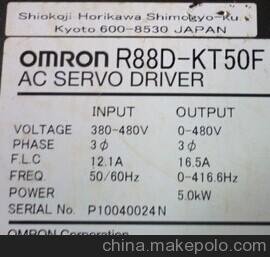 Shiokoji Horikawa Shimogyo-ku
Kyoto 600-8530 JAPAN
OMRON R88D-KT50F
AC SERVO DRIVER
INPUT OUTPUT
VOLTAGE 380-480V 0-480V
PHASE 3ϕ 3ϕ
F.L.C 12.1A 16.5A
FREQ. 50/60Hz 0-416.6Hz
POWER 5.0kW
SERIAL No. P10040024N
OMRON Corporation
china.makepolo.com